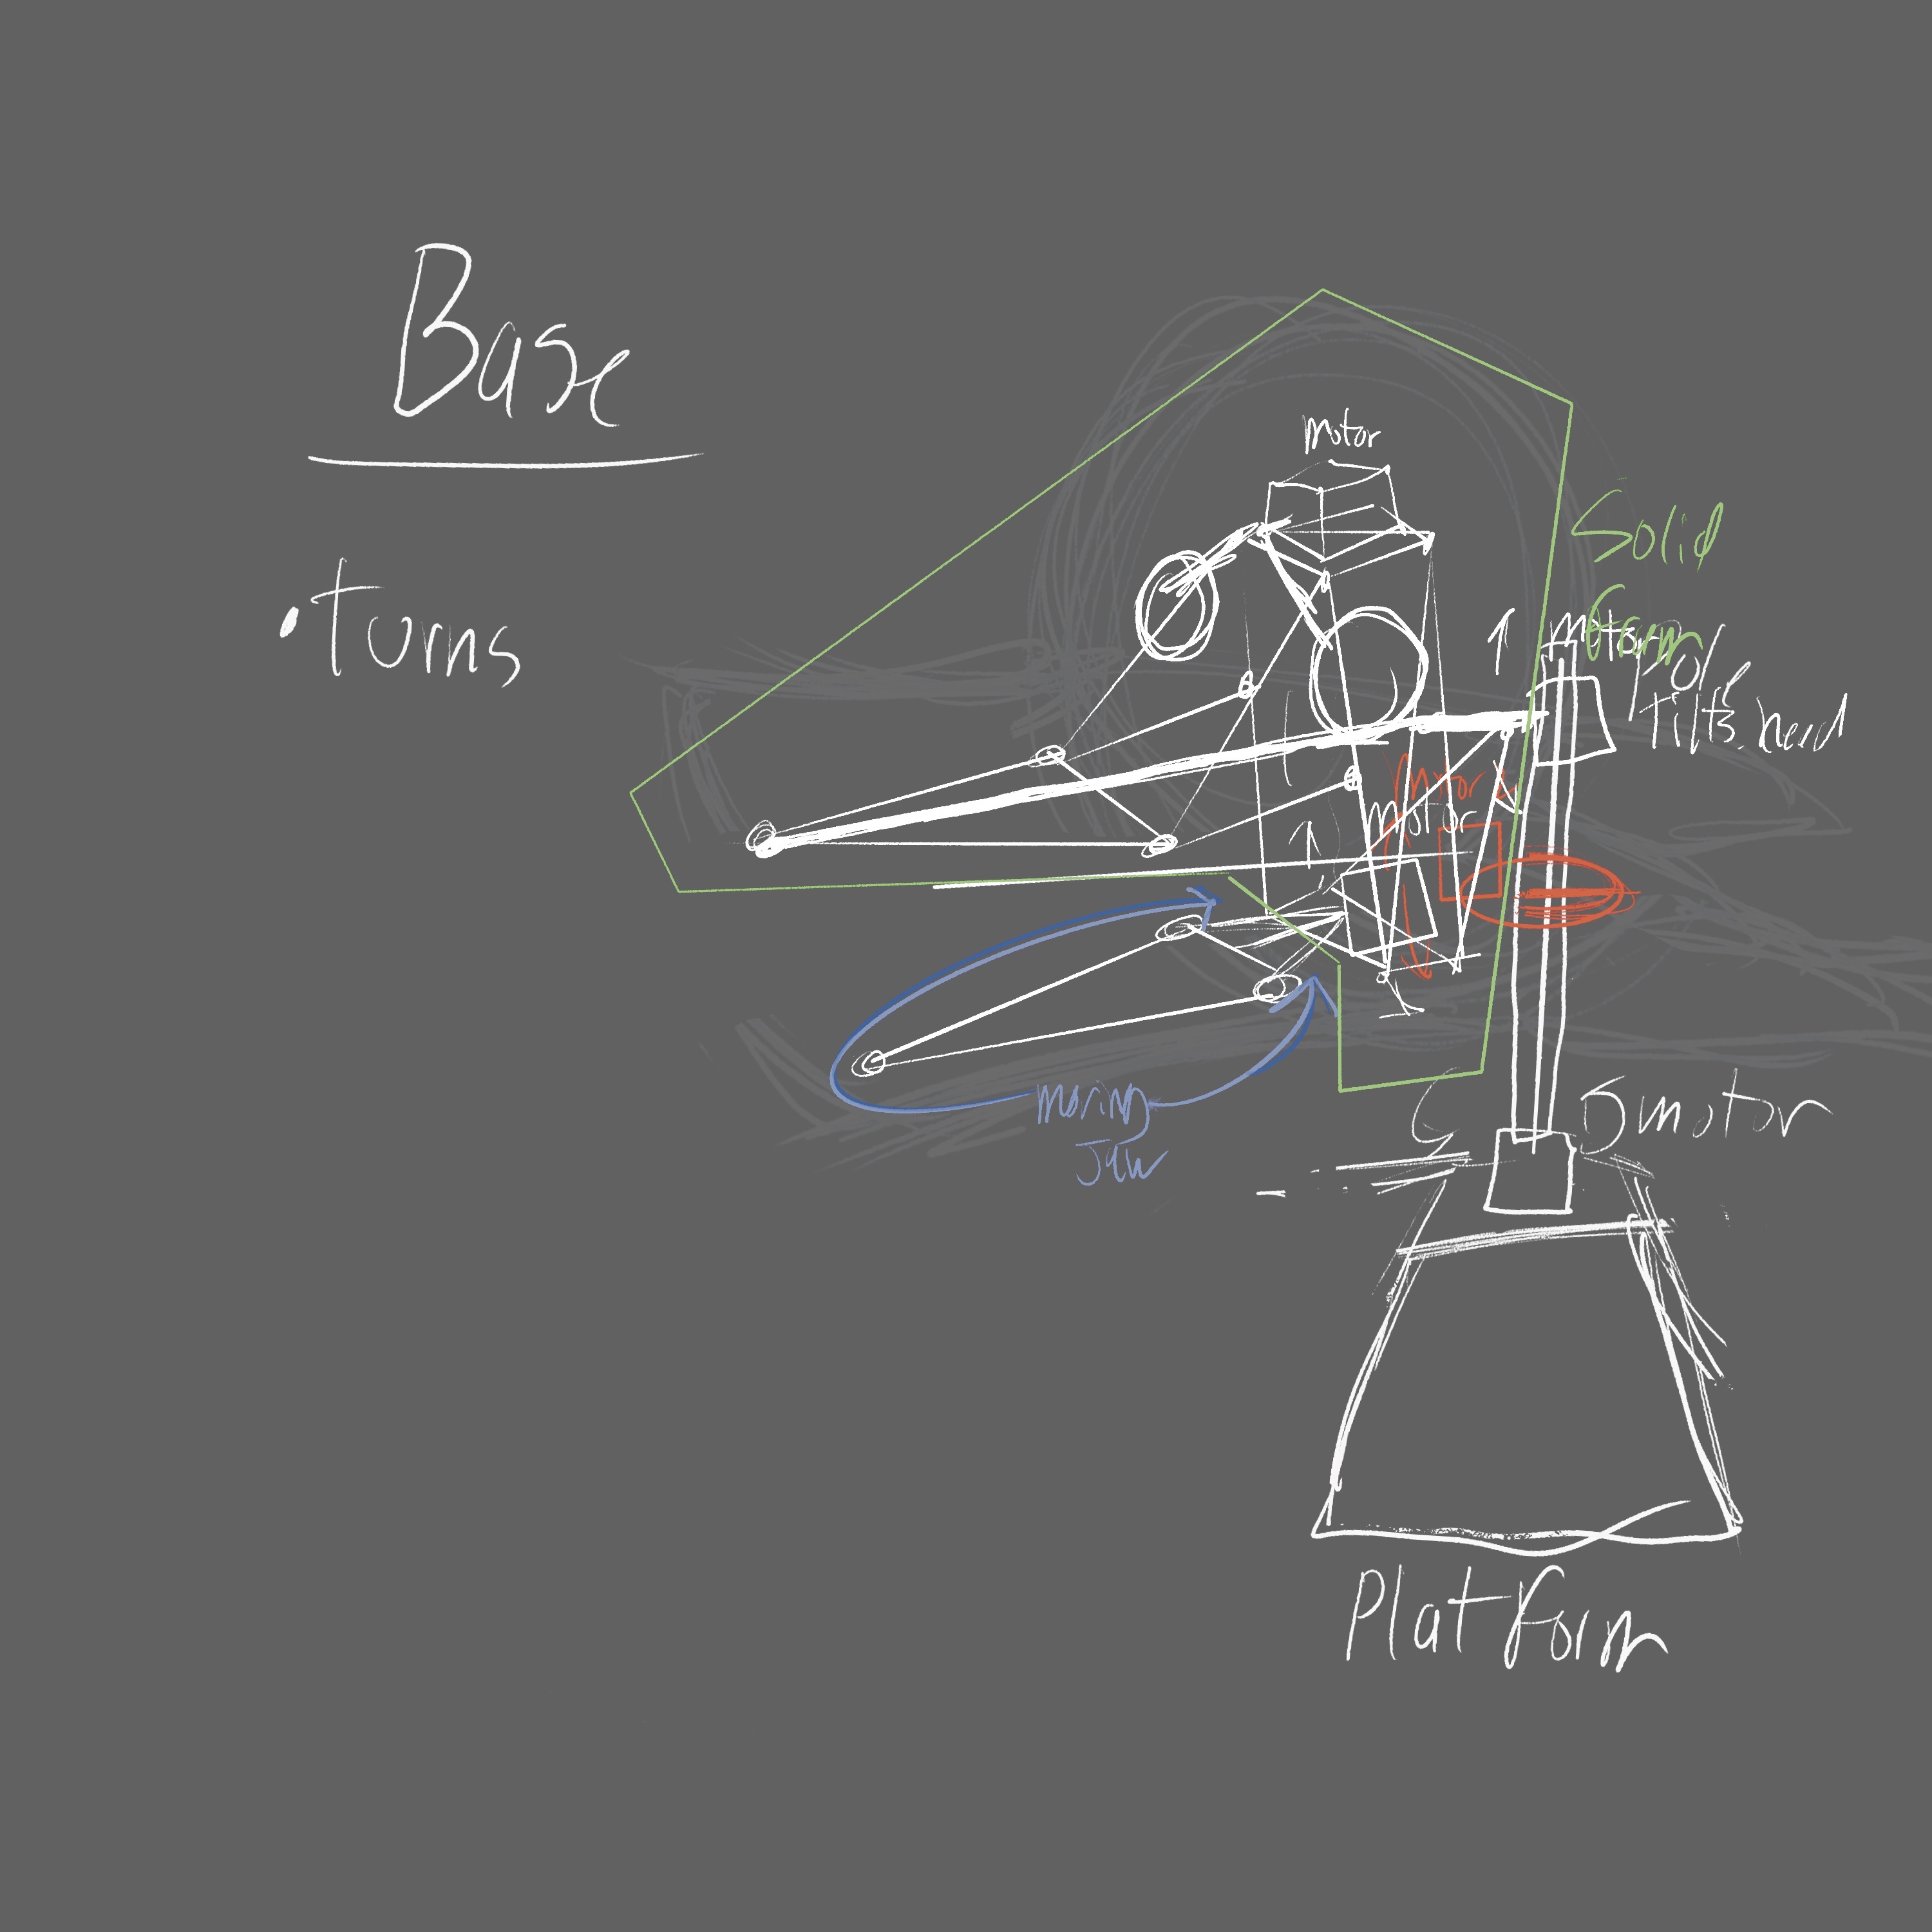 Base
• turns
motor
Solid
form
motor
pole
tilts head
motor
motor
moving
Jaw
motor
Platform